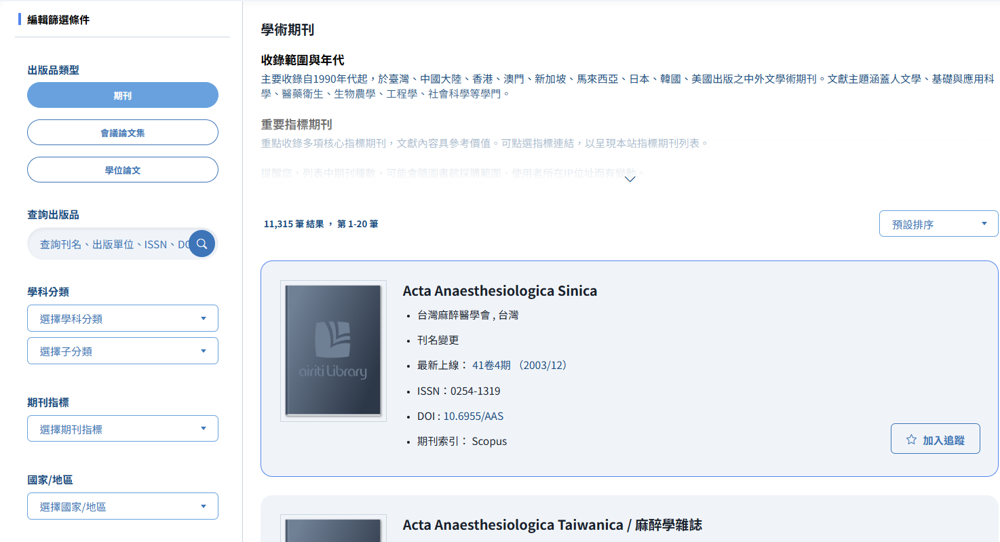 編輯篩選條件
出版品類型
期刊
會議論文集
學位論文
查詢出版品
查詢刊名、出版單位、ISSN、DO
學科分類
選擇學科分類
選擇子分類
期刊指標
選擇期刊指標
國家/地區
選擇國家/地區
學術期刊
收錄範圍與年代
主要收錄自1990年代起，於臺灣、中國大陸、香港、澳門、新加坡、馬來西亞、日本、韓國、美國出版之中外文學術期刊。文獻主題涵蓋人文學、基礎與應用科
學、醫藥衛生、生物農學、工程學、社會科學等學門。
重要指標期刊
重點收錄多項核心指標期刊，文獻內容具參考價值。可點選指標連結，以呈現本站指標期刊列表。
提醒您，列表中期刊種數，可能會隨圖書館採購範圍、使用者所在IP位址而有變動。
11,315 筆 結果 ， 第 1-20 筆
預設排序
airiti Library
Acta Anaesthesiologica Sinica
• 台灣麻醉醫學會 , 台灣
• 刊名變更
• 最新上線： 41卷4期 （2003/12）
• ISSN：0254-1319
• DOI : 10.6955/AAS
• 期刊索引： Scopus
加入追蹤
Acta Anaesthesiologica Taiwanica / 麻醉學雜誌